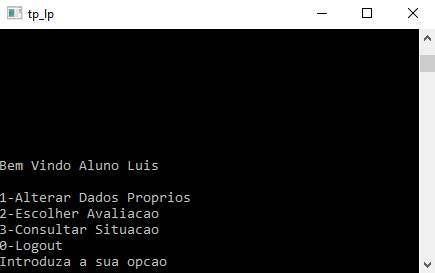 tp_lp
Bem Vindo Aluno Luis
1-Alterar Dados Proprios
2-Escolher Avaliacao
3-Consultar Situacao
0-Logout
Introduza a sua opcao